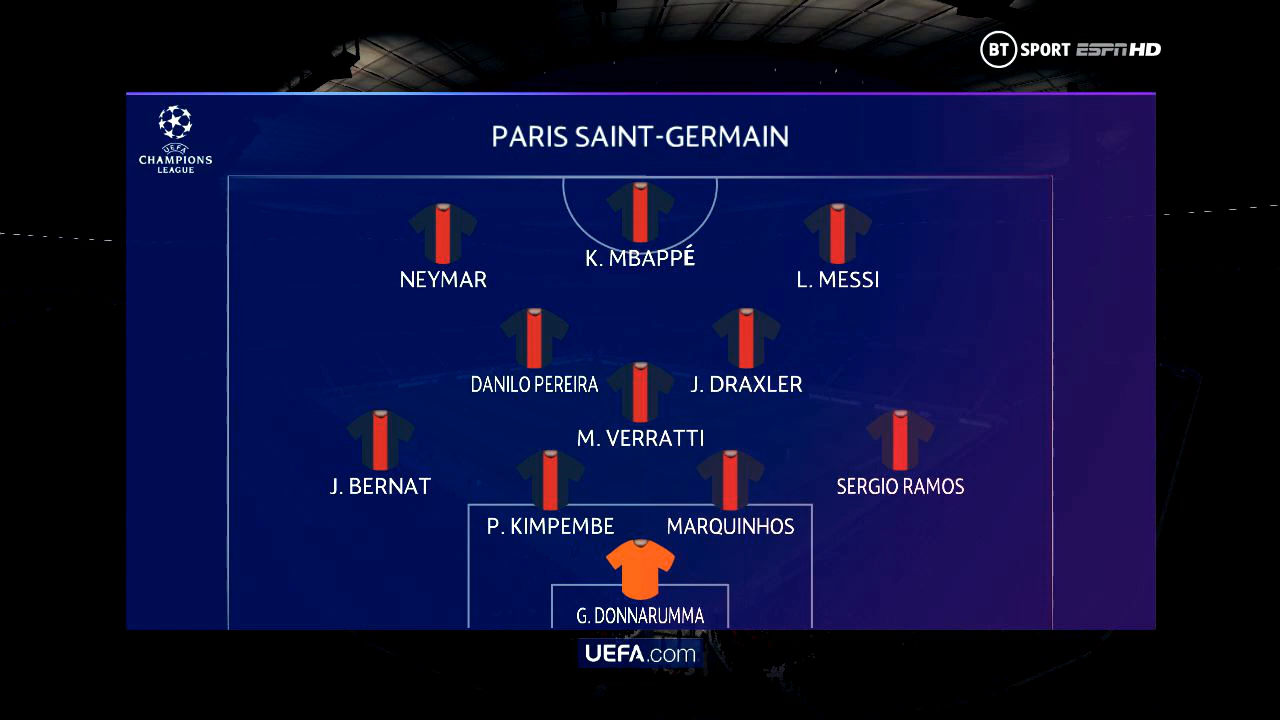 BT SPORT ESPN HD
UEFA
CHAMPIONS
LEAGUE
PARIS SAINT-GERMAIN
K. MBAPPÉ
NEYMAR
L. MESSI
DANILO PEREIRA
J. DRAXLER
M. VERRATTI
J. BERNAT
SERGIO RAMOS
P. KIMPEMBE
MARQUINHOS
G. DONNARUMMA
UEFA.com